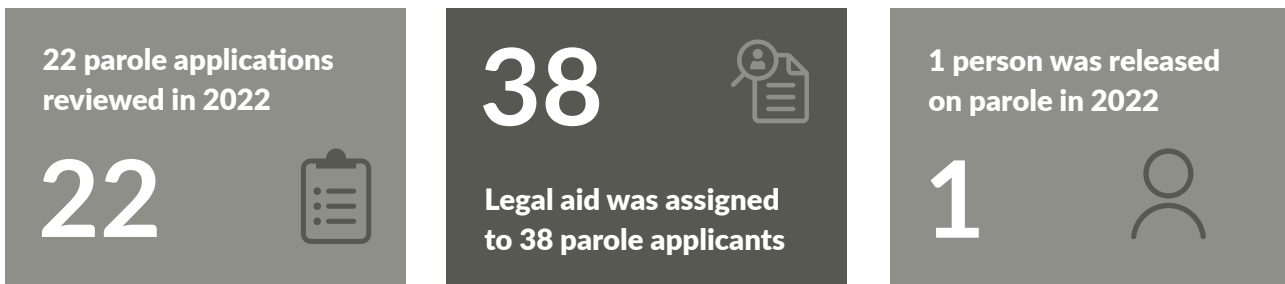 22 parole applications
reviewed in 2022
22
38
Legal aid was assigned
to 38 parole applicants
1 person was released
on parole in 2022
1